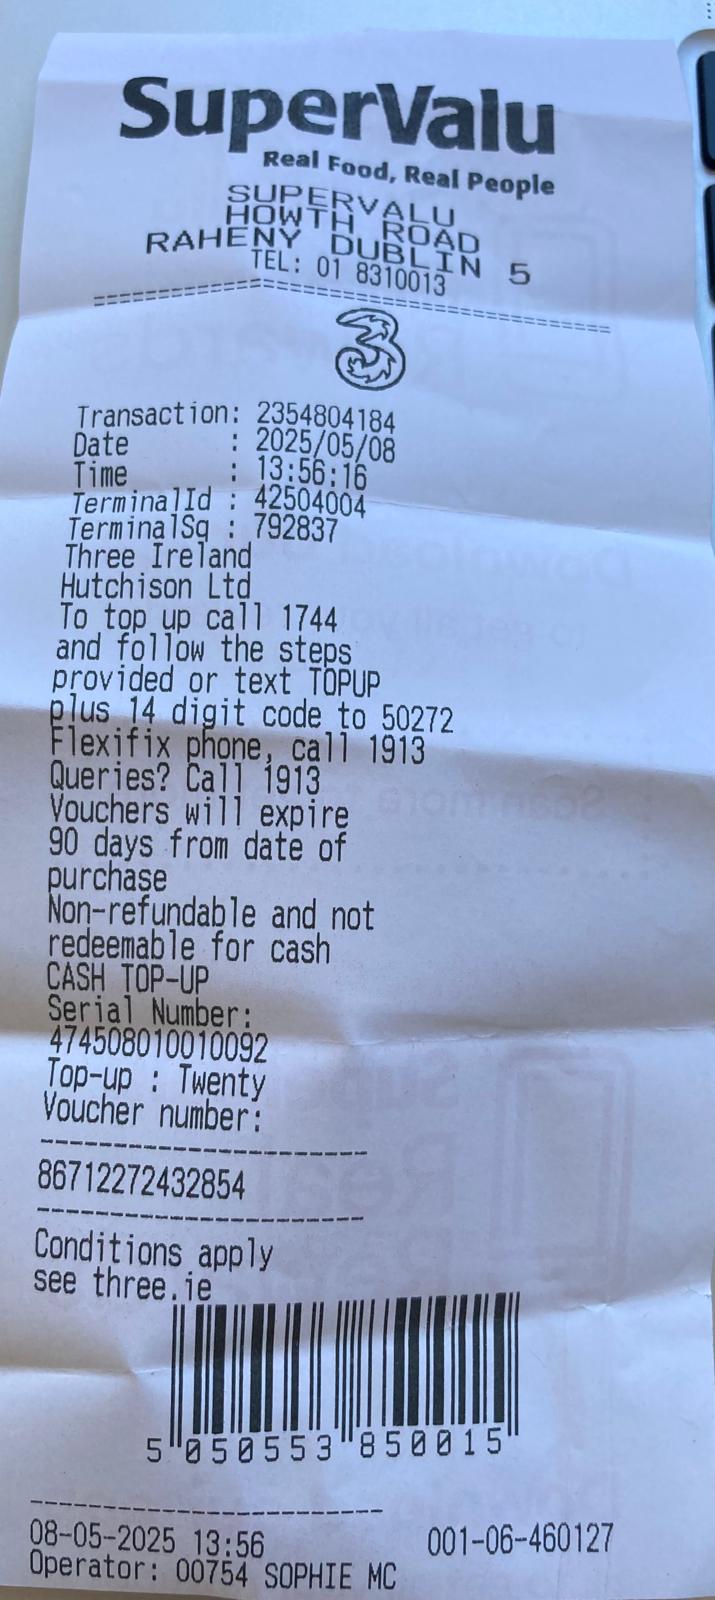 SuperValu
Real Food, Real People
SUPERVALU
HOWTH ROAD
RAHENY DUBLIN 5
TEL: 01 8310013
3
Transaction: 2354804184
Date : 2025/05/08
Time : 13:56:16
TerminalId : 42504004
TerminalSq : 792837
Three Ireland
Hutchison Ltd
To top up call 1744
and follow the steps
provided or text TOPUP
plus 14 digit code to 50272
Flexifix phone, call 1913
Queries? Call 1913
Vouchers will expire
90 days from date of
purchase
Non-refundable and not
redeemable for cash
CASH TOP-UP
Serial Number:
474508010010092
Top-up : Twenty
Voucher number:
86712272432854
Conditions apply
see three.ie
5 050553 850015
08-05-2025 13:56 001-06-460127
Operator: 00754 SOPHIE MC